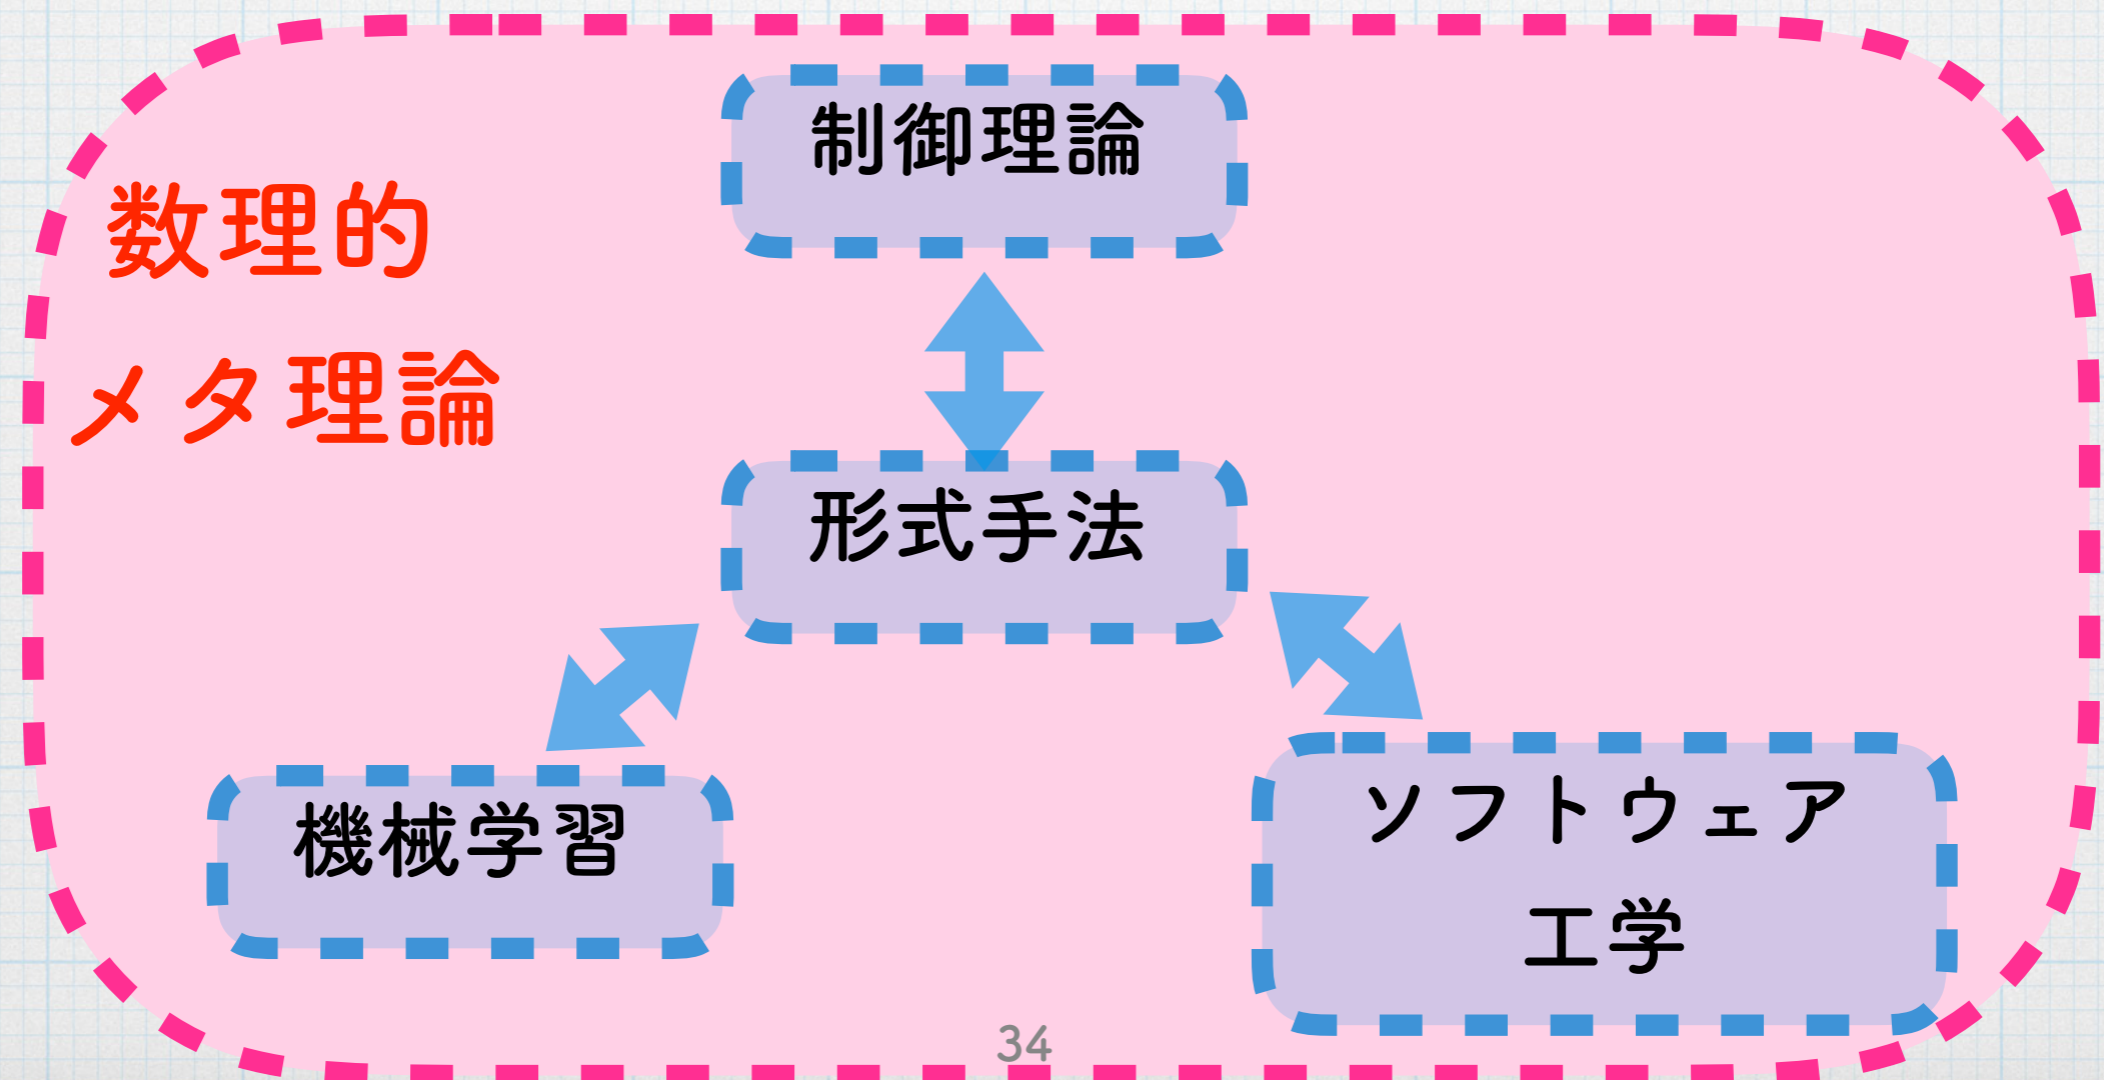 制御理論
数理的
メタ理論
形式手法
機械学習
ソフトウェア
工学
34